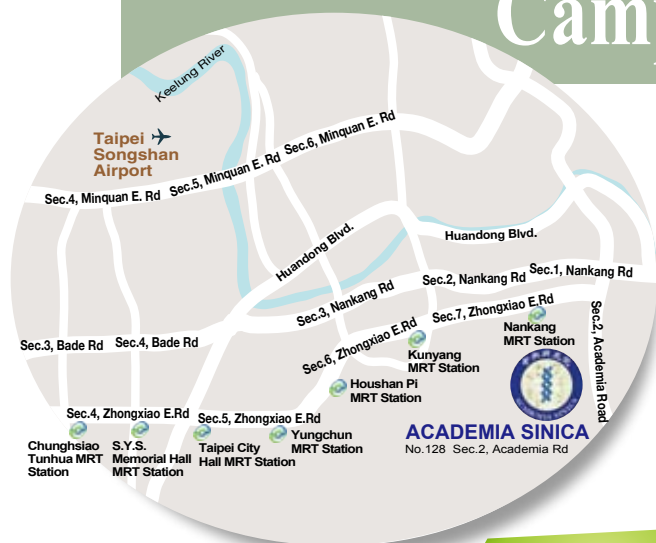 Cam
Keelung River
Taipei
Songshan
Airport
Sec.6, Minquan E. Rd
Sec.5, Minquan E. Rd
Sec.4, Minquan E. Rd
Huandong Blvd.
Huandong Blvd.
Sec.1, Nankang Rd
Sec.2, Nankang Rd
Sec.3, Nankang Rd
Sec.7, Zhongxiao E.Rd
Sec.6, Zhongxiao E.Rd
Sec.2, Academia Road
Nankang
MRT Station
Sec.3, Bade Rd
Sec.4, Bade Rd
Kunyang
MRT Station
Houshan Pi
MRT Station
Sec.4, Zhongxiao E.Rd
Sec.5, Zhongxiao E.Rd
Chunghsiao
Tunhua MRT
Station
S.Y.S.
Memorial Hall
MRT Station
Taipei City
Hall MRT Station
Yungchun
MRT Station
ACADEMIA SINICA
No.128 Sec.2, Academia Rd